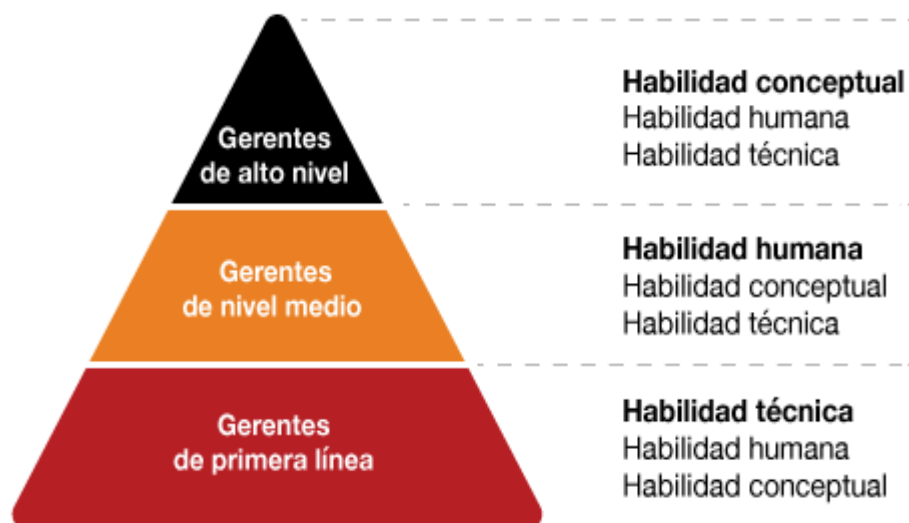 Gerentes
de alto nivel
Habilidad conceptual
Habilidad humana
Habilidad técnica
Gerentes
de nivel medio
Habilidad humana
Habilidad conceptual
Habilidad técnica
Gerentes
de primera línea
Habilidad técnica
Habilidad humana
Habilidad conceptual